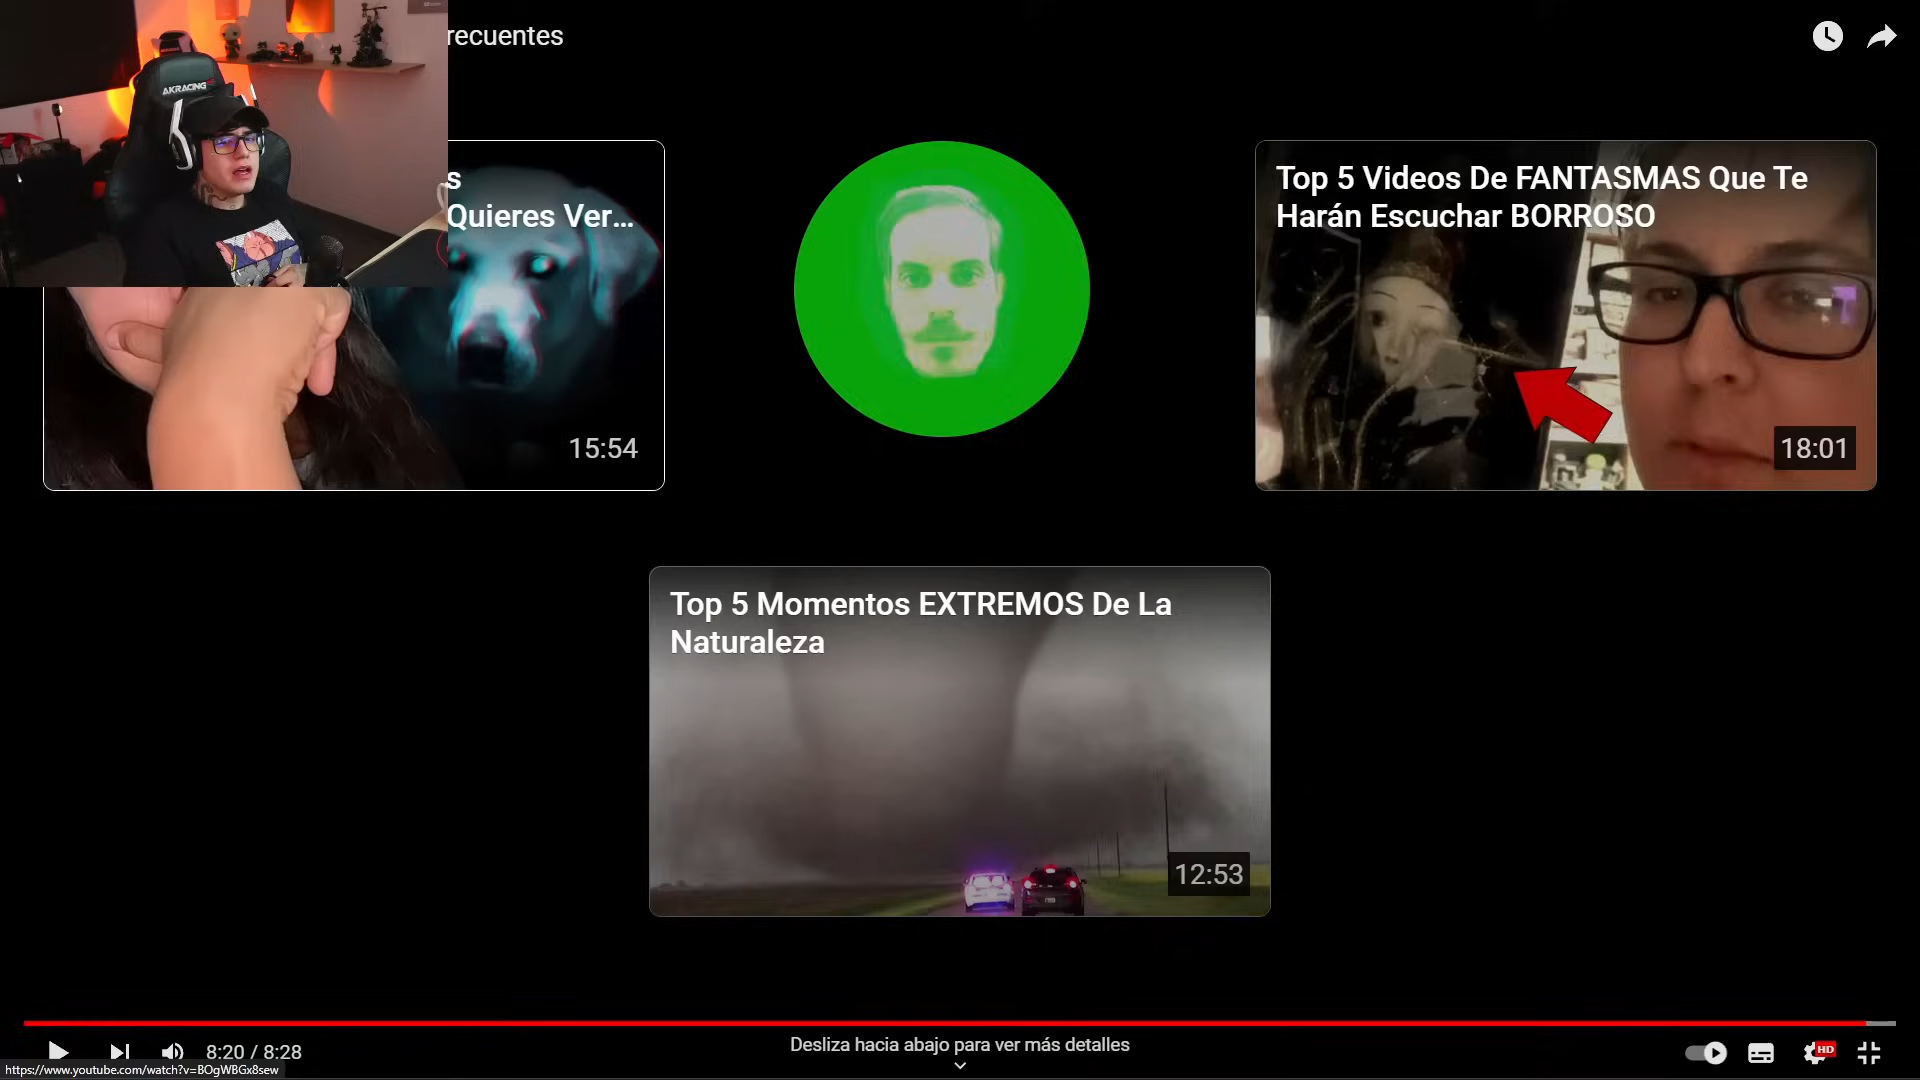 recuentes
AKRACING
s
Quieres Ver...
15:54
Top 5 Videos De FANTASMAS Que Te
Harán Escuchar BORROSO
18:01
Top 5 Momentos EXTREMOS De La
Naturaleza
12:53
8:20 / 8:28
Desliza hacia abajo para ver más detalles
HD
https://www.youtube.com/watch?v=BOgWBGx8sew